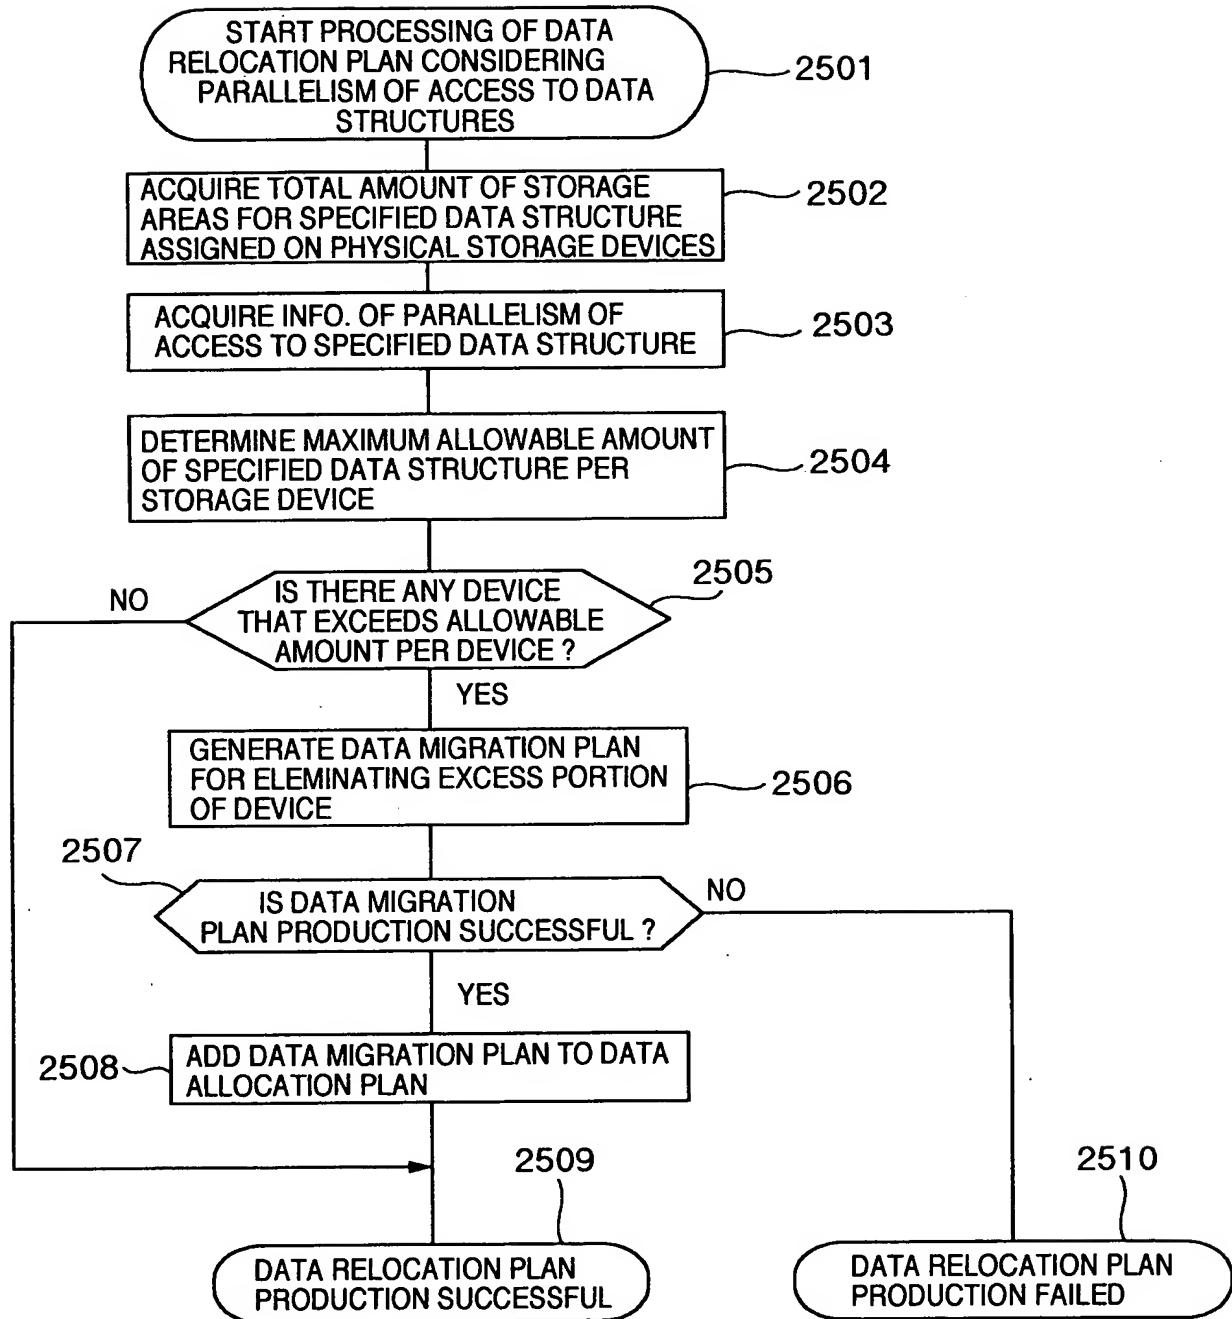 START PROCESSING OF DATA
RELOCATION PLAN CONSIDERING
PARALLELISM OF ACCESS TO DATA
STRUCTURES
2501
ACQUIRE TOTAL AMOUNT OF STORAGE
AREAS FOR SPECIFIED DATA STRUCTURE
ASSIGNED ON PHYSICAL STORAGE DEVICES
2502
ACQUIRE INFO. OF PARALLELISM OF
ACCESS TO SPECIFIED DATA STRUCTURE
2503
DETERMINE MAXIMUM ALLOWABLE AMOUNT
OF SPECIFIED DATA STRUCTURE PER
STORAGE DEVICE
2504
IS THERE ANY DEVICE
THAT EXCEEDS ALLOWABLE
AMOUNT PER DEVICE ?
2505
NO
YES
GENERATE DATA MIGRATION PLAN
FOR ELEMINATING EXCESS PORTION
OF DEVICE
2506
2507
IS DATA MIGRATION
PLAN PRODUCTION SUCCESSFUL ?
NO
YES
2508
ADD DATA MIGRATION PLAN TO DATA
ALLOCATION PLAN
2509
DATA RELOCATION PLAN
PRODUCTION SUCCESSFUL
2510
DATA RELOCATION PLAN
PRODUCTION FAILED